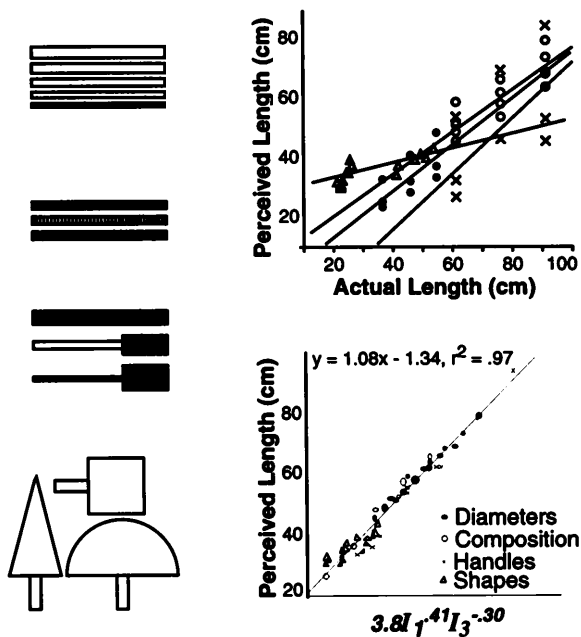 Perceived Length (cm)
80
60
40
20
20 40 60 80 100
Actual Length (cm)
y = 1.08x - 1.34, r² = .97
Perceived Length (cm)
80
60
40
20
Diameters
Composition
Handles
Shapes
3.8I₁^.41I₃^-.30